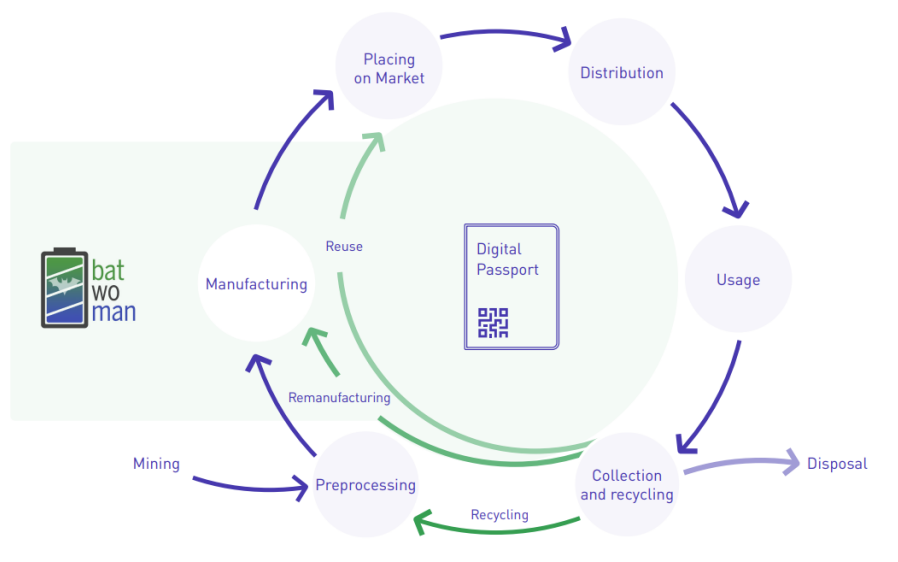 Placing
on Market
Distribution
Reuse
Digital
Passport
bat
wo
man
Manufacturing
Usage
Remanufacturing
Mining
Preprocessing
Collection
and recycling
Disposal
Recycling